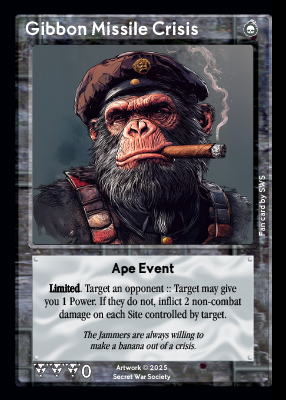 Gibbon Missile Crisis
Fan card by SWS
Ape Event
Limited. Target an opponent :: Target may give
you 1 Power. If they do not, inflict 2 non-combat
damage on each Site controlled by target.
The Jammers are always willing to
make a banana out of a crisis.
0
Artwork © 2025
Secret War Society